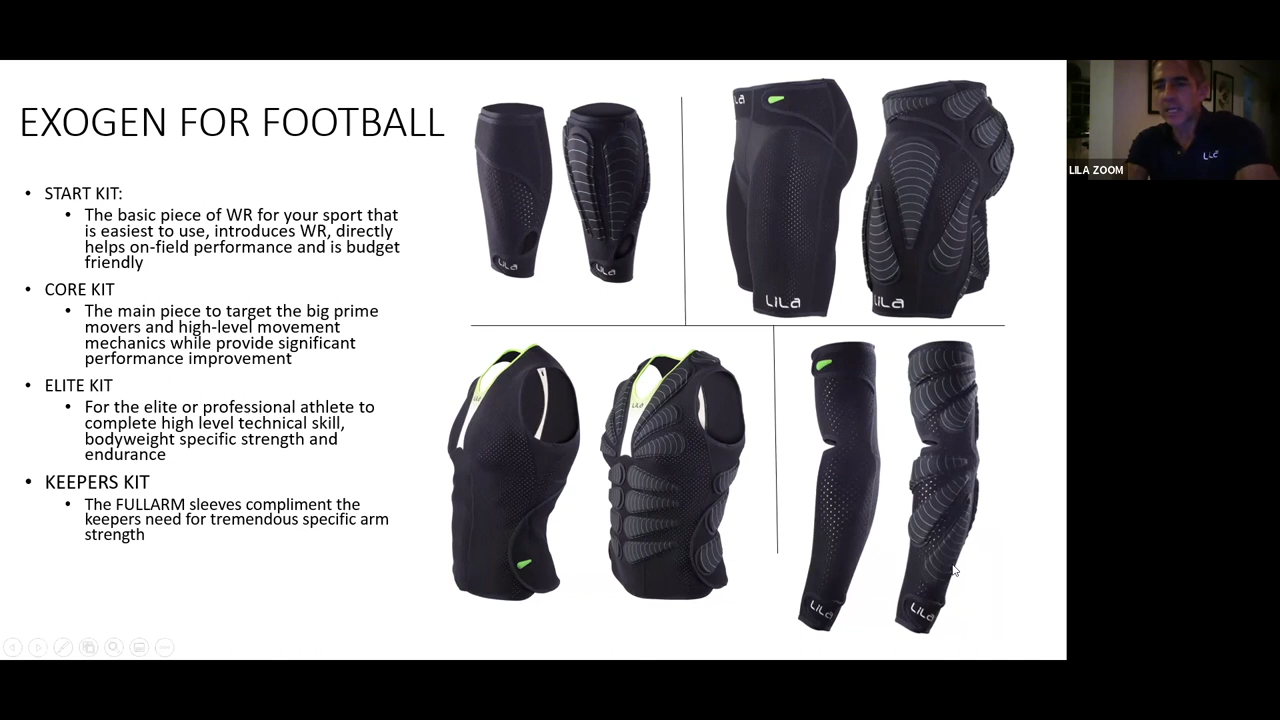 EXOGEN FOR FOOTBALL
• START KIT:
• The basic piece of WR for your sport that
is easiest to use, introduces WR, directly
helps on-field performance and is budget
friendly
• CORE KIT
• The main piece to target the big prime
movers and high-level movement
mechanics while provide significant
performance improvement
• ELITE KIT
• For the elite or professional athlete to
complete high level technical skill,
bodyweight specific strength and
endurance
• KEEPERS KIT
• The FULLARM sleeves compliment the
keepers need for tremendous specific arm
strength
LiLa
LiLa
LiLa
LiLa
LiLa
LiLa
LiLa
LILA ZOOM